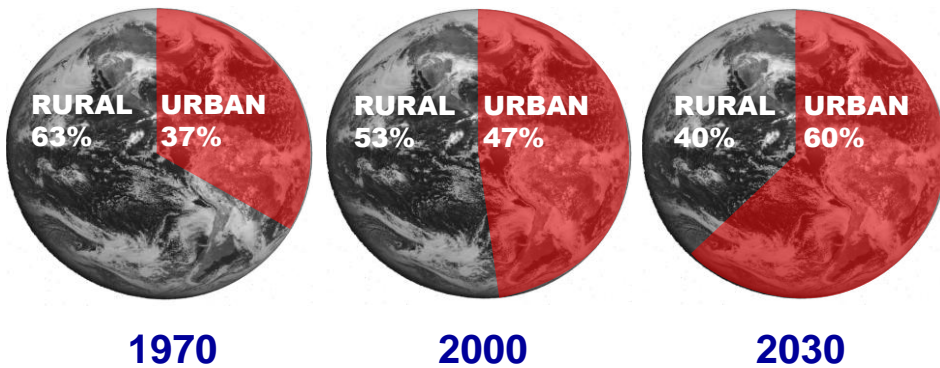 RURAL URBAN
63% 37%
RURAL URBAN
53% 47%
RURAL URBAN
40% 60%
1970
2000
2030